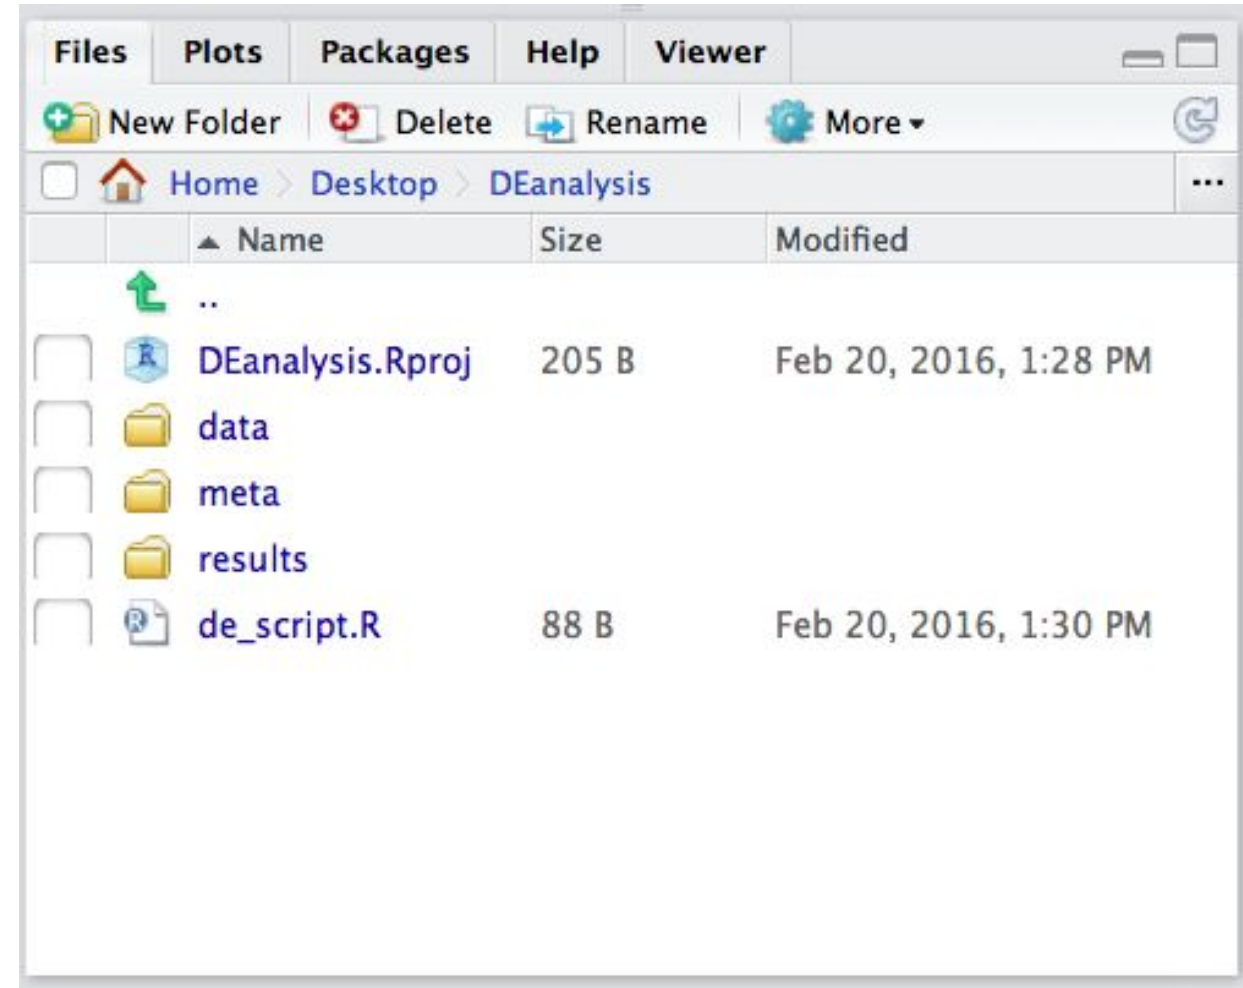 Files Plots Packages Help Viewer
New Folder Delete Rename More
Home Desktop DEanalysis ...
Name Size Modified
..
DEanalysis.Rproj 205 B Feb 20, 2016, 1:28 PM
data
meta
results
de_script.R 88 B Feb 20, 2016, 1:30 PM